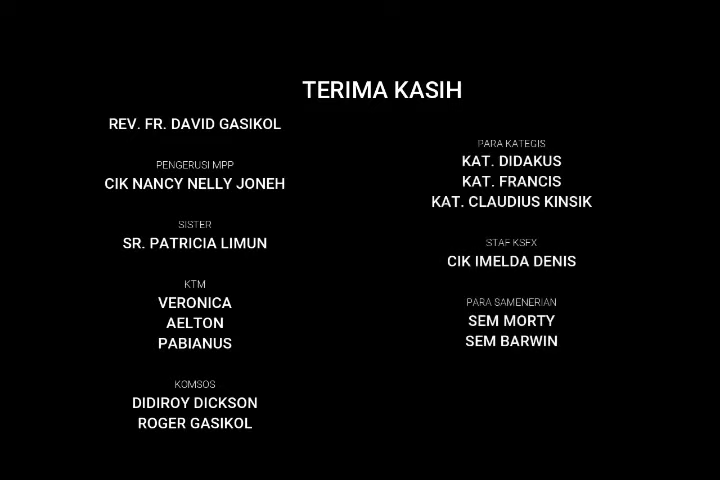 TERIMA KASIH
REV. FR. DAVID GASIKOL
PENGERUSI MPP
CIK NANCY NELLY JONEH
SISTER
SR. PATRICIA LIMUN
KTM
VERONICA
AELTON
PABIANUS
KOMSOS
DIDIROY DICKSON
ROGER GASIKOL
PARA KATEGIS
KAT. DIDAKUS
KAT. FRANCIS
KAT. CLAUDIUS KINSIK
STAF KSFX
CIK IMELDA DENIS
PARA SAMENERIAN
SEM MORTY
SEM BARWIN